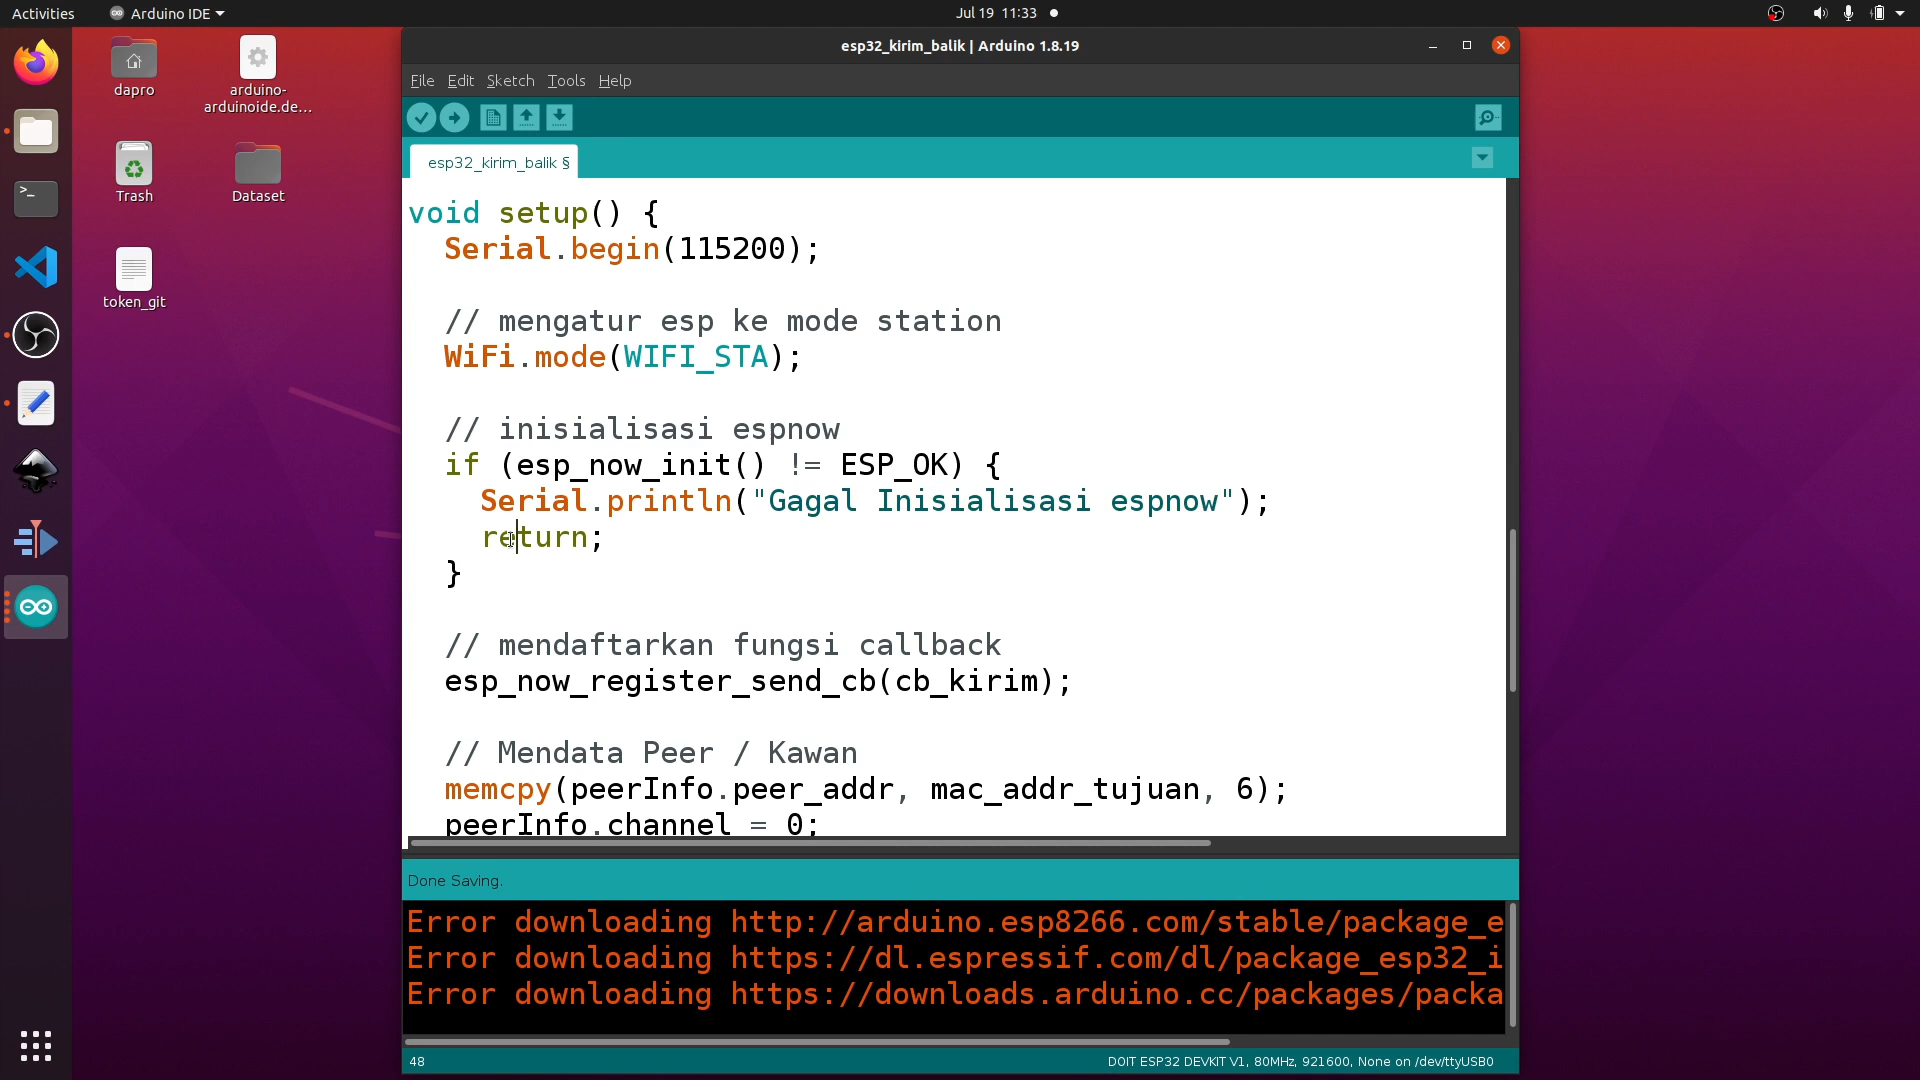 Activities
Arduino IDE
Jul 19 11:33
dapro
arduino-
arduinoide.de...
Trash
Dataset
token_git
esp32_kirim_balik | Arduino 1.8.19
File Edit Sketch Tools Help
esp32_kirim_balik §
void setup() {
Serial.begin(115200);
// mengatur esp ke mode station
WiFi.mode(WIFI_STA);
// inisialisasi espnow
if (esp_now_init() != ESP_OK) {
Serial.println("Gagal Inisialisasi espnow");
return;
}
// mendaftarkan fungsi callback
esp_now_register_send_cb(cb_kirim);
// Mendata Peer / Kawan
memcpy(peerInfo.peer_addr, mac_addr_tujuan, 6);
peerInfo.channel = 0;
Done Saving.
Error downloading http://arduino.esp8266.com/stable/package_e
Error downloading https://dl.espressif.com/dl/package_esp32_i
Error downloading https://downloads.arduino.cc/packages/packa
48
DOIT ESP32 DEVKIT V1, 80MHz, 921600, None on /dev/ttyUSB0